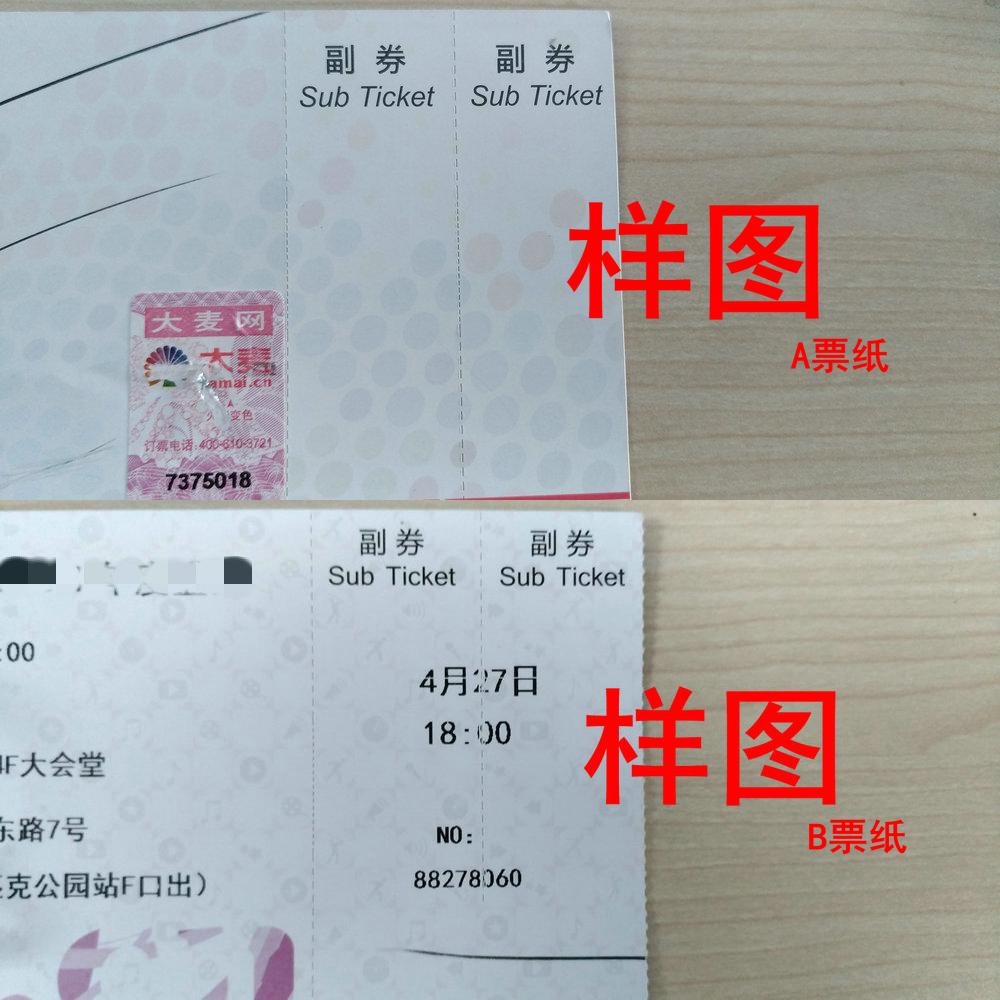 副 券 副 券
Sub Ticket Sub Ticket
样图
A票纸
大麦网
大麦
damai.cn
变色
订票电话:400-610-3721
7375018
副 券 副 券
Sub Ticket Sub Ticket
:00
4月27日
样图
18:00
4F大会堂
东路7号
NO:
B票纸
88278060
克公园站F口出)